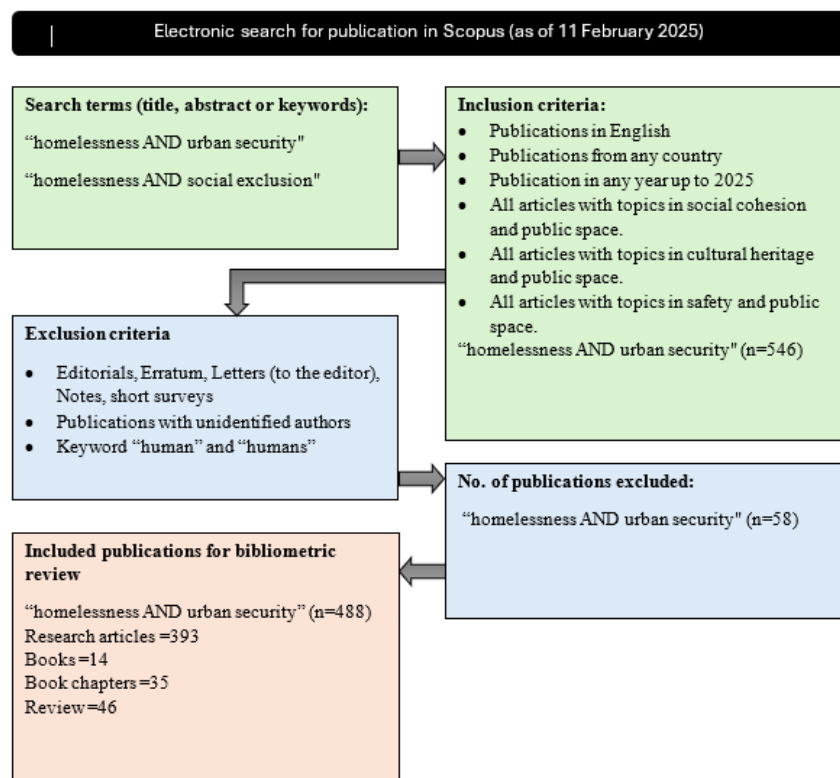 Electronic search for publication in Scopus (as of 11 February 2025)
Search terms (title, abstract or keywords):
“homelessness AND urban security"
“homelessness AND social exclusion"
Inclusion criteria:
• Publications in English
• Publications from any country
• Publication in any year up to 2025
• All articles with topics in social cohesion
and public space.
• All articles with topics in cultural heritage
and public space.
• All articles with topics in safety and public
space.
“homelessness AND urban security" (n=546)
Exclusion criteria
• Editorials, Erratum, Letters (to the editor),
Notes, short surveys
• Publications with unidentified authors
• Keyword “human” and “humans”
No. of publications excluded:
“homelessness AND urban security" (n=58)
Included publications for bibliometric
review
“homelessness AND urban security” (n=488)
Research articles =393
Books =14
Book chapters =35
Review =46